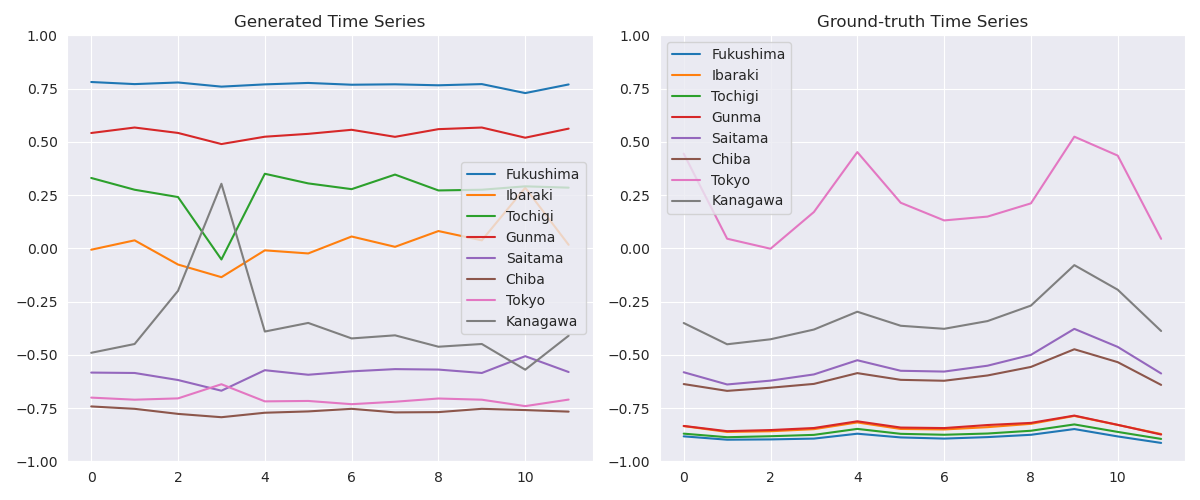 Generated Time Series
1.00
0.75
0.50
0.25
0.00
−0.25
−0.50
−0.75
−1.00
0 2 4 6 8 10
Fukushima
Ibaraki
Tochigi
Gunma
Saitama
Chiba
Tokyo
Kanagawa
Ground-truth Time Series
1.00
0.75
0.50
0.25
0.00
−0.25
−0.50
−0.75
−1.00
0 2 4 6 8 10
Fukushima
Ibaraki
Tochigi
Gunma
Saitama
Chiba
Tokyo
Kanagawa